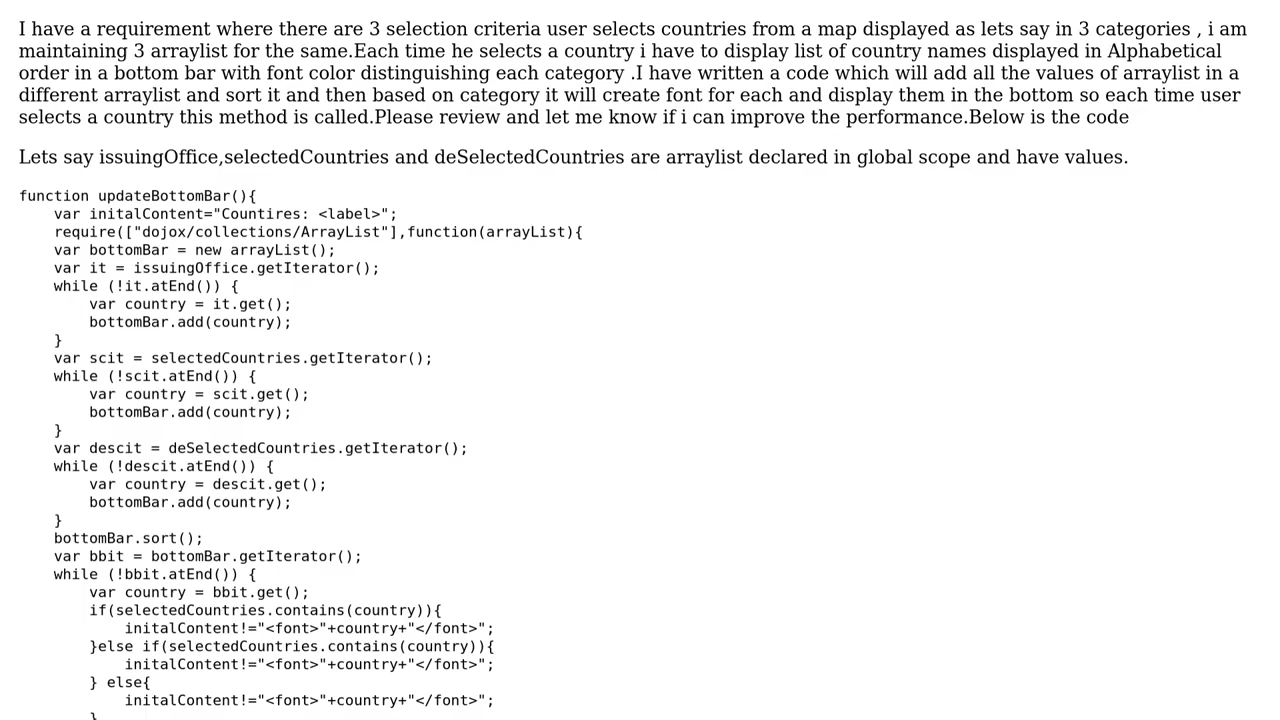 I have a requirement where there are 3 selection criteria user selects countries from a map displayed as lets say in 3 categories , i am
maintaining 3 arraylist for the same.Each time he selects a country i have to display list of country names displayed in Alphabetical
order in a bottom bar with font color distinguishing each category .I have written a code which will add all the values of arraylist in a
different arraylist and sort it and then based on category it will create font for each and display them in the bottom so each time user
selects a country this method is called.Please review and let me know if i can improve the performance.Below is the code
Lets say issuingOffice,selectedCountries and deSelectedCountries are arraylist declared in global scope and have values.
function updateBottomBar(){
    var initalContent="Countires: <label>";
    require(["dojox/collections/ArrayList"],function(arrayList){
    var bottomBar = new arrayList();
    var it = issuingOffice.getIterator();
    while (!it.atEnd()) {
        var country = it.get();
        bottomBar.add(country);
    }
    var scit = selectedCountries.getIterator();
    while (!scit.atEnd()) {
        var country = scit.get();
        bottomBar.add(country);
    }
    var descit = deSelectedCountries.getIterator();
    while (!descit.atEnd()) {
        var country = descit.get();
        bottomBar.add(country);
    }
    bottomBar.sort();
    var bbit = bottomBar.getIterator();
    while (!bbit.atEnd()) {
        var country = bbit.get();
        if(selectedCountries.contains(country)){
            initalContent!="<font>"+country+"</font>";
        }else if(selectedCountries.contains(country)){
            initalContent!="<font>"+country+"</font>";
        } else{
            initalContent!="<font>"+country+"</font>";
        }